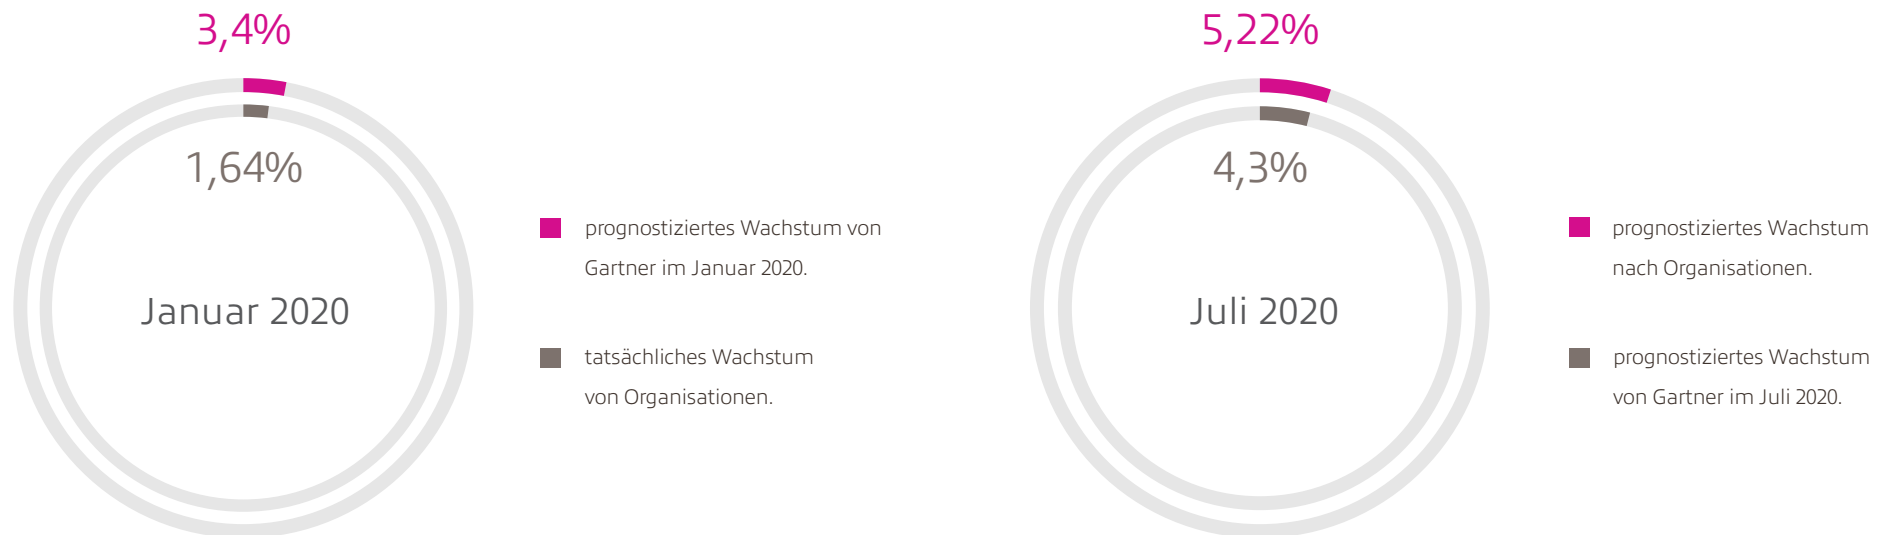 3,4%
1,64%
Januar 2020
prognostiziertes Wachstum von
Gartner im Januar 2020.
tatsächliches Wachstum
von Organisationen.
5,22%
4,3%
Juli 2020
prognostiziertes Wachstum
nach Organisationen.
prognostiziertes Wachstum
von Gartner im Juli 2020.